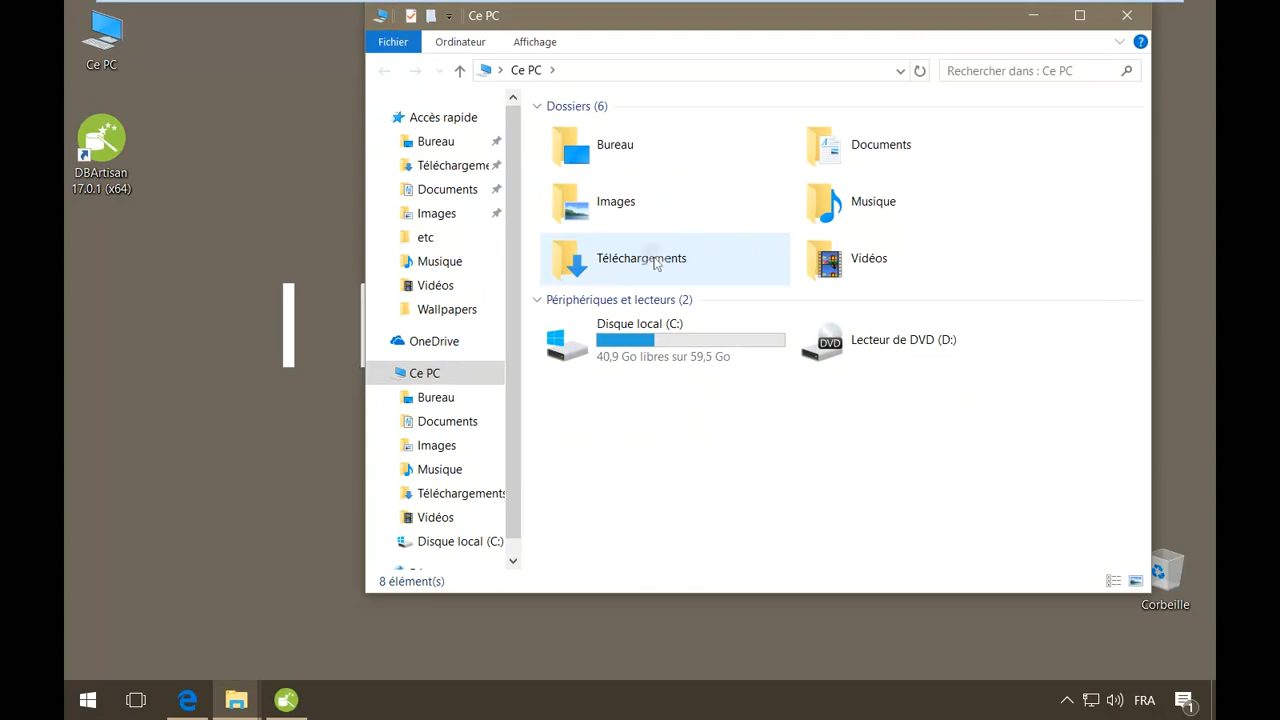 Ce PC
DBArtisan
17.0.1 (x64)
Ce PC
Fichier
Ordinateur
Affichage
Ce PC
Rechercher dans : Ce PC
Accès rapide
Bureau
Téléchargeme
Documents
Images
etc
Musique
Vidéos
Wallpapers
OneDrive
Ce PC
Bureau
Documents
Images
Musique
Téléchargements
Vidéos
Disque local (C:)
Dossiers (6)
Bureau
Documents
Images
Musique
Téléchargements
Vidéos
Périphériques et lecteurs (2)
Disque local (C:)
40,9 Go libres sur 59,5 Go
DVD
Lecteur de DVD (D:)
8 élément(s)
Corbeille
FRA
1